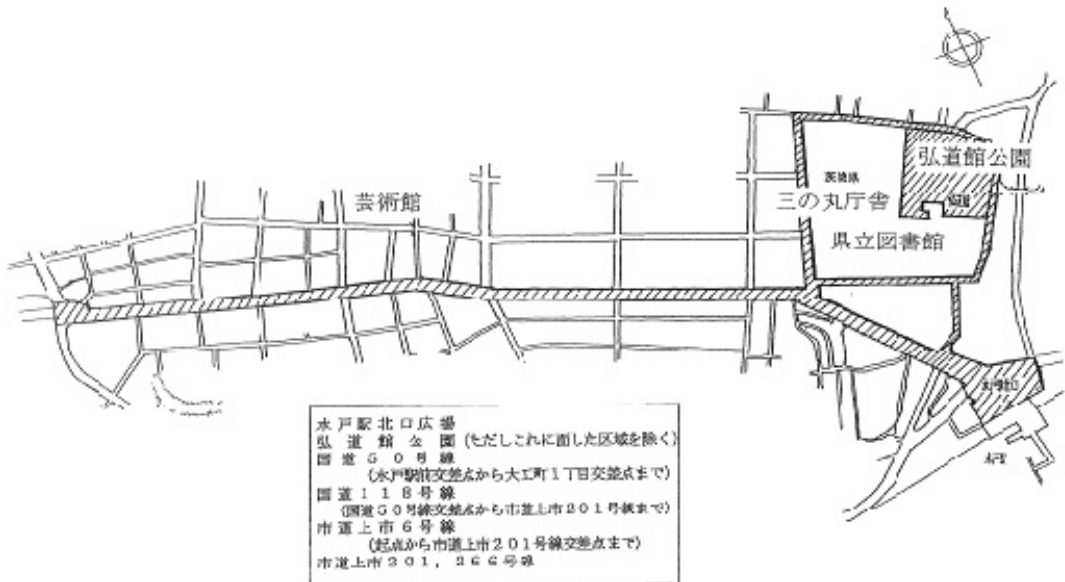 弘道館公園
茨城県
三の丸庁舎
県立図書館
芸術館
水戸駅
水戸駅北口広場
弘道館公園(ただしこれに面した区域を除く)
国道50号線
(水戸駅前交差点から大工町1丁目交差点まで)
国道118号線
(国道50号線交差点から市道上市201号線まで)
市道上市6号線
(起点から市道上市201号線交差点まで)
市道上市201,266号線